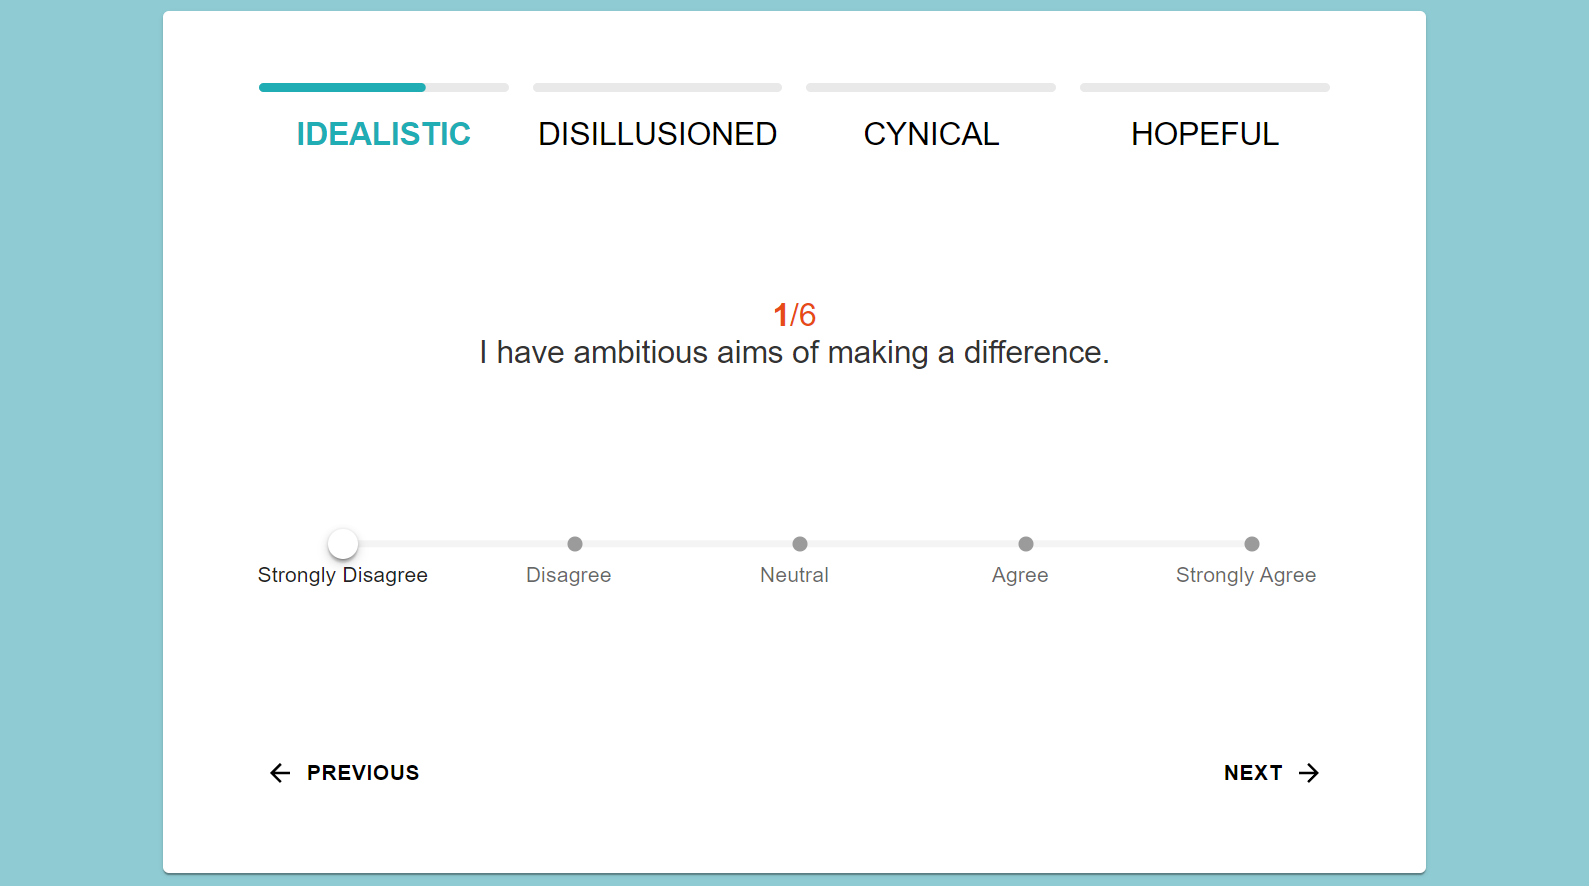 IDEALISTIC DISILLUSIONED CYNICAL HOPEFUL
1/6
I have ambitious aims of making a difference.
Strongly Disagree Disagree Neutral Agree Strongly Agree
PREVIOUS NEXT